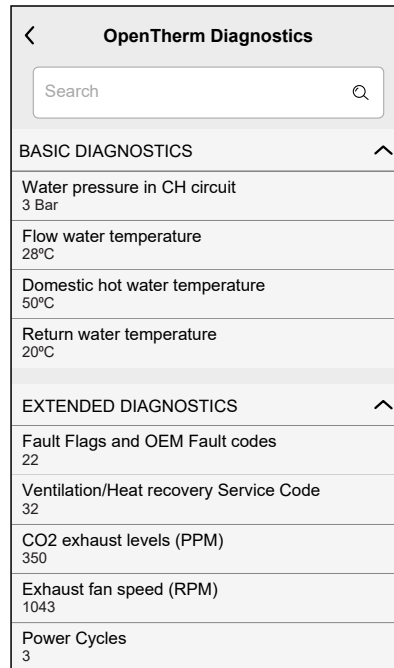 OpenTherm Diagnostics
Search
BASIC DIAGNOSTICS
Water pressure in CH circuit
3 Bar
Flow water temperature
28ºC
Domestic hot water temperature
50ºC
Return water temperature
20ºC
EXTENDED DIAGNOSTICS
Fault Flags and OEM Fault codes
22
Ventilation/Heat recovery Service Code
32
CO2 exhaust levels (PPM)
350
Exhaust fan speed (RPM)
1043
Power Cycles
3